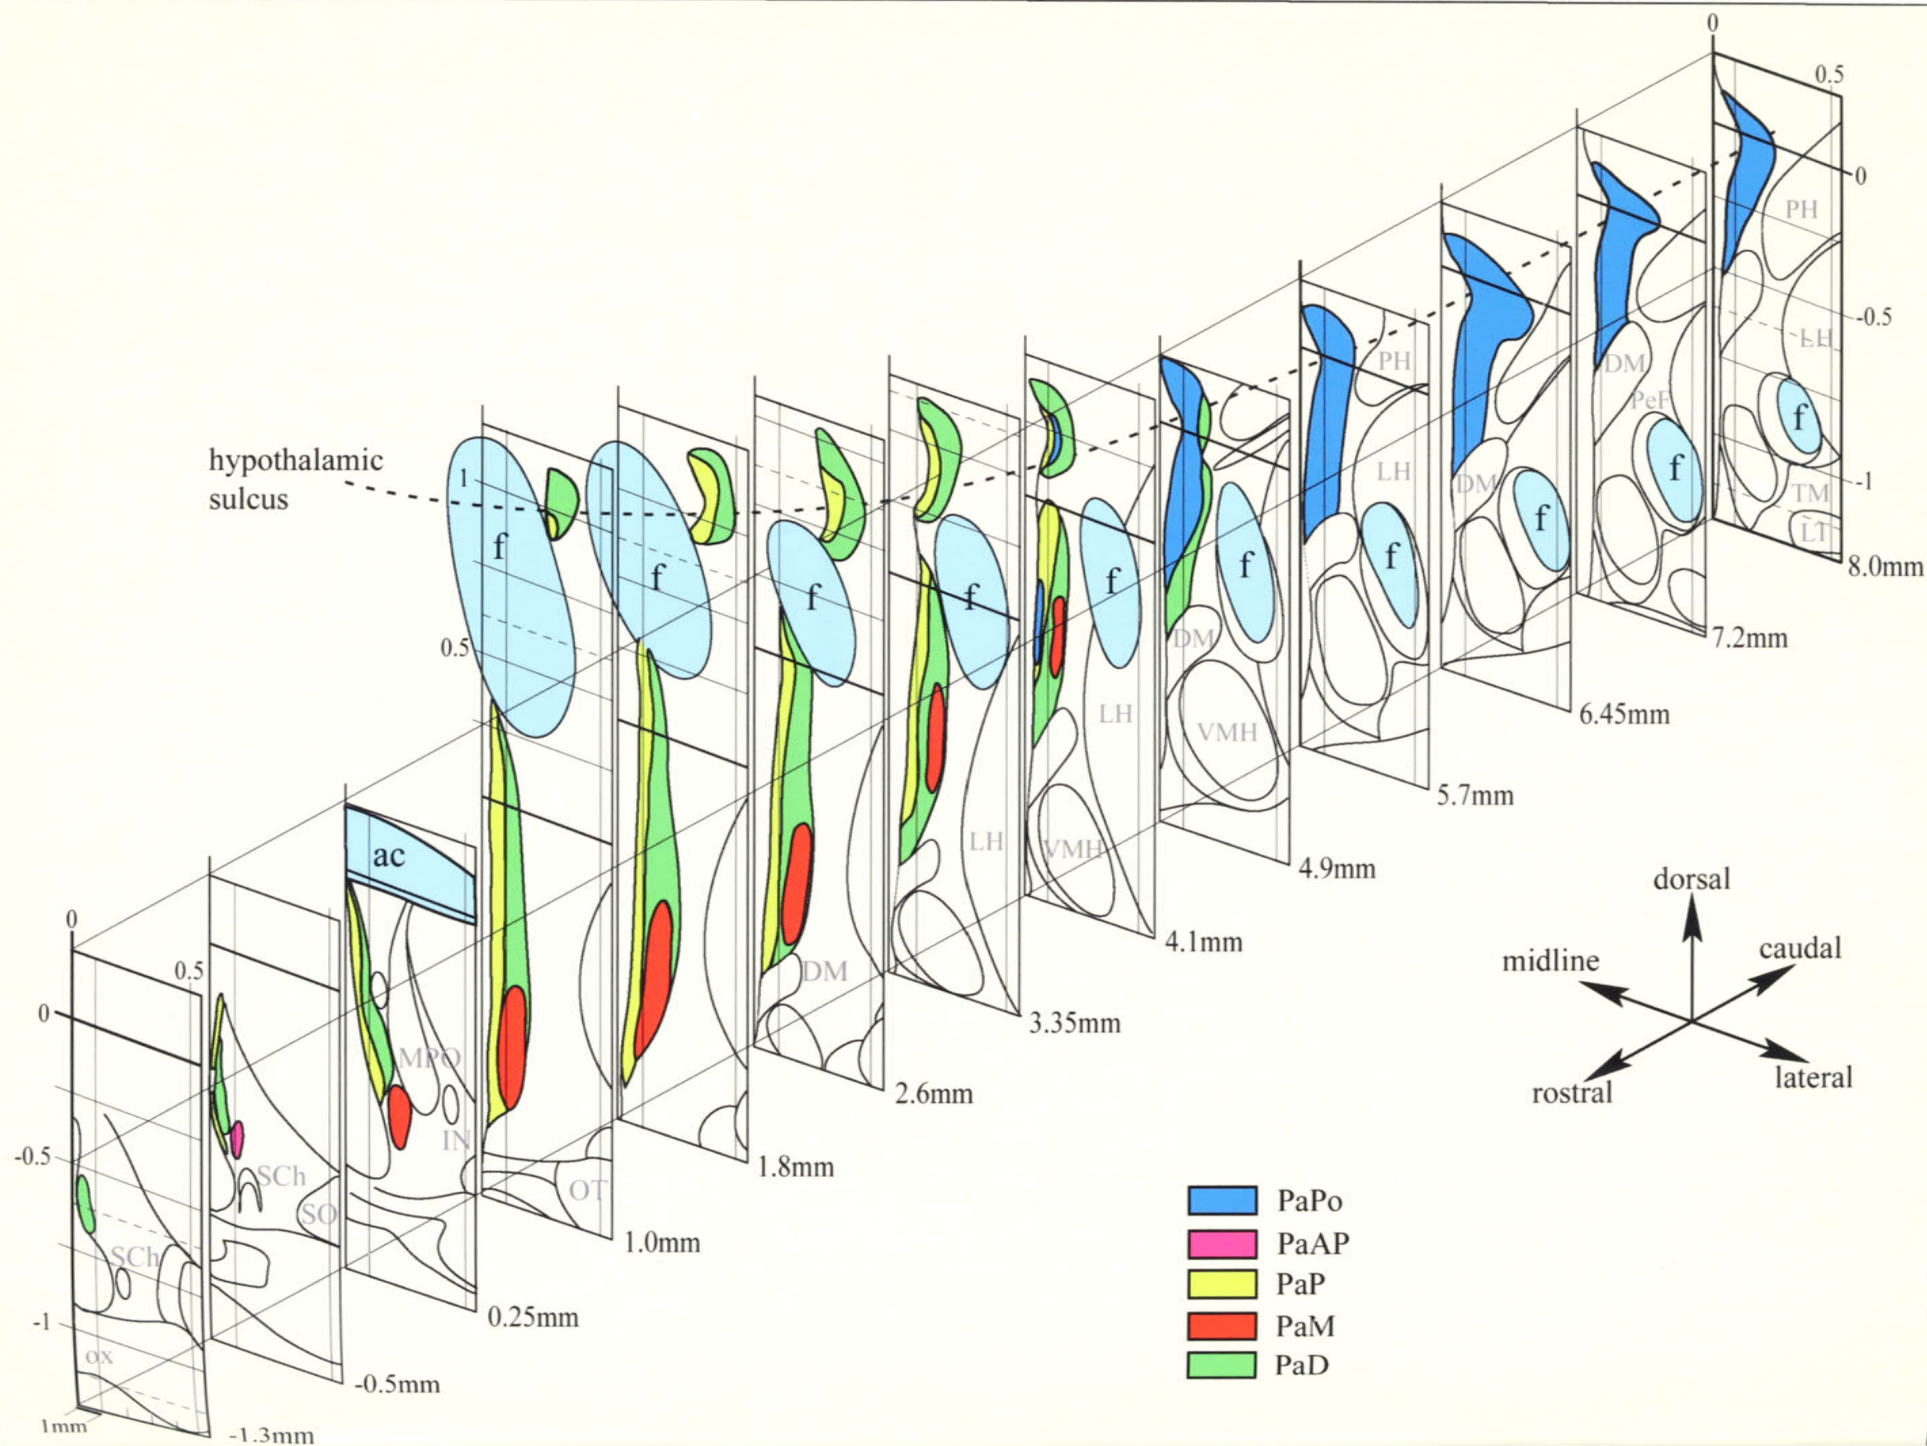 0
0.5
0
-0.5
-1
PH
LH
f
TM
LT
8.0mm
DM
PeF
f
7.2mm
DM
f
6.45mm
PH
LH
f
5.7mm
f
DM
VMH
4.9mm
f
LH
VMH
4.1mm
f
LH
3.35mm
f
DM
2.6mm
f
1.8mm
hypothalamic
sulcus
1
0.5
f
OT
1.0mm
ac
MPO
IN
0.25mm
0.5
SCh
SO
-0.5mm
0
0
-0.5
-1
SCh
ox
1mm
-1.3mm
dorsal
midline
caudal
rostral
lateral
PaPo
PaAP
PaP
PaM
PaD